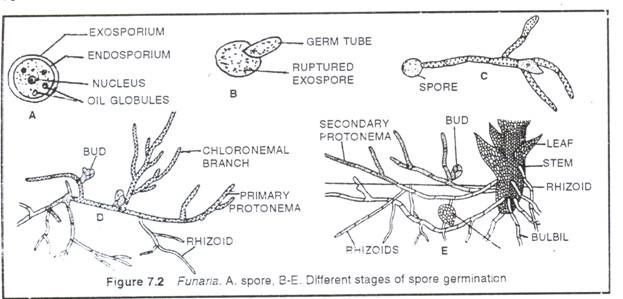 EXOSPORIUM
ENDOSPORIUM
NUCLEUS
OIL GLOBULES
A
GERM TUBE
RUPTURED
EXOSPORE
B
SPORE
C
BUD
CHLORONEMAL
BRANCH
PRIMARY
PROTONEMA
D
RHIZOID
SECONDARY
PROTONEMA
BUD
LEAF
STEM
RHIZOID
BULBIL
RHIZOIDS
E
Figure 7.2 Funaria. A. spore, B-E. Different stages of spore germination